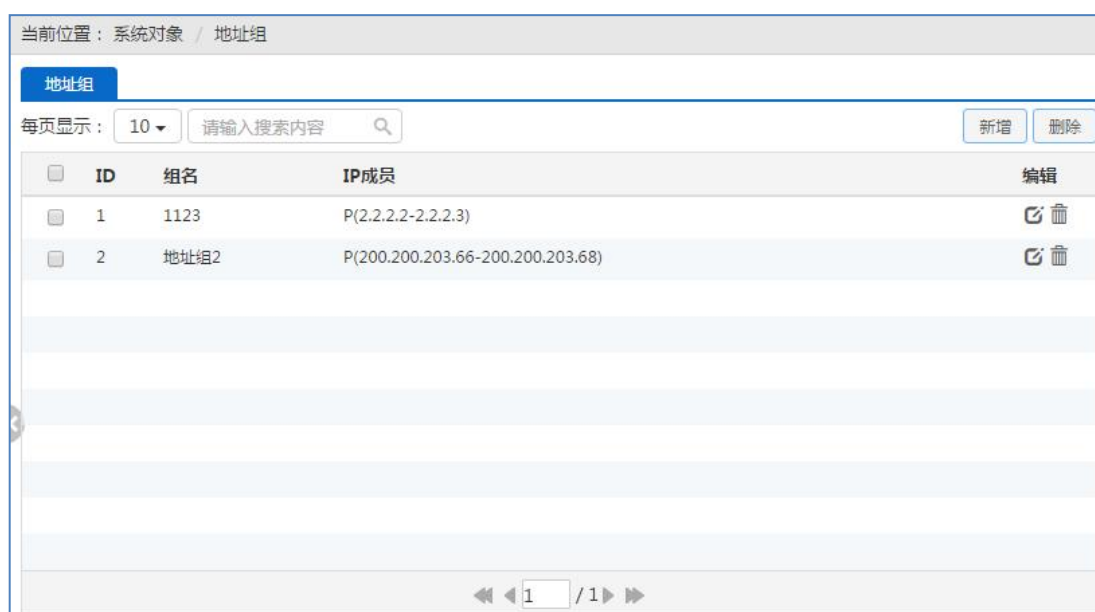 当前位置： 系统对象 / 地址组
地址组
每页显示： 10 请输入搜索内容 新增 删除
ID 组名 IP成员 编辑
1 1123 P(2.2.2.2-2.2.2.3)
2 地址组2 P(200.200.203.66-200.200.203.68)
1 / 1